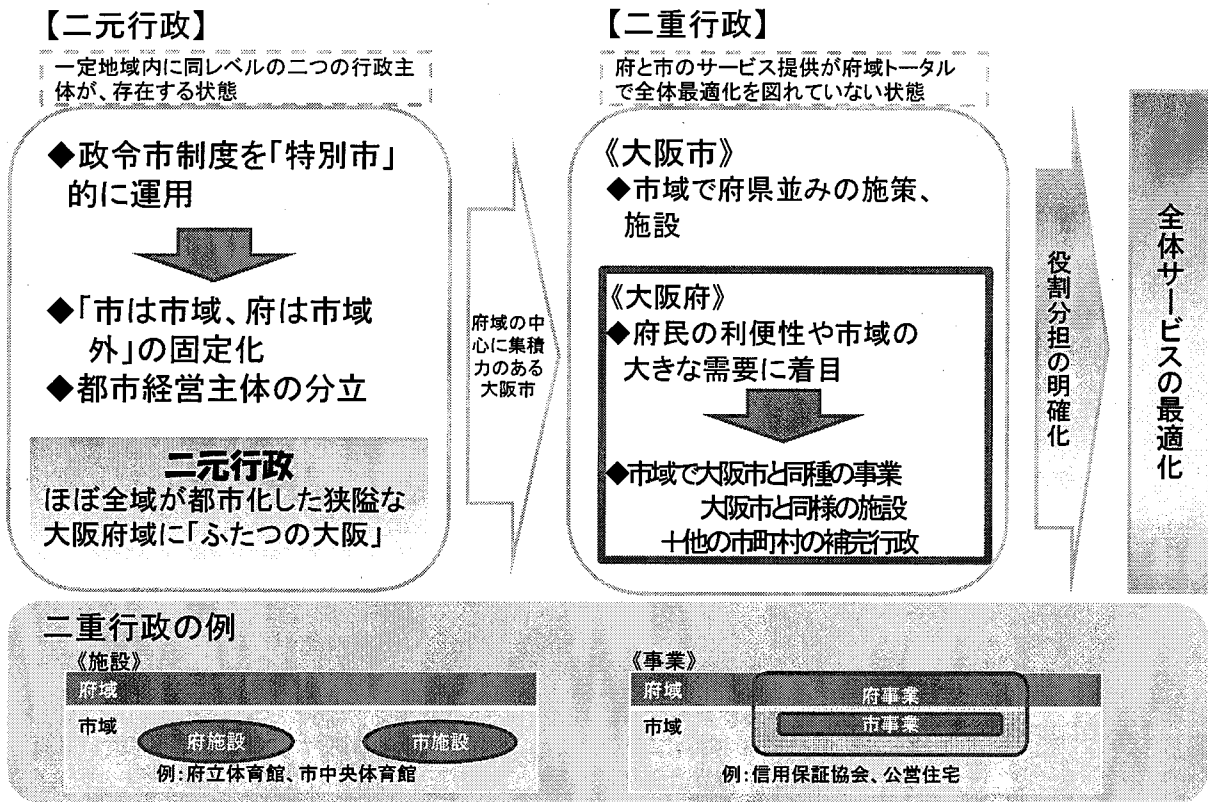 【二元行政】
一定地域内に同レベルの二つの行政主
体が、存在する状態
◆政令市制度を「特別市」
的に運用
◆「市は市域、府は市域
外」の固定化
◆都市経営主体の分立
二元行政
ほぼ全域が都市化した狭隘な
大阪府域に「ふたつの大阪」
府域の中
心に集積
力のある
大阪市
【二重行政】
府と市のサービス提供が府域トータル
で全体最適化を図れていない状態
《大阪市》
◆市域で府県並みの施策、
施設
《大阪府》
◆府民の利便性や市域の
大きな需要に着目
◆市域で大阪市と同種の事業
大阪市と同様の施設
＋他の市町村の補完行政
役割分担の明確化
全体サービスの最適化
二重行政の例
《施設》
府域
市域
府施設
市施設
例:府立体育館、市中央体育館
《事業》
府域
府事業
市域
市事業
例:信用保証協会、公営住宅